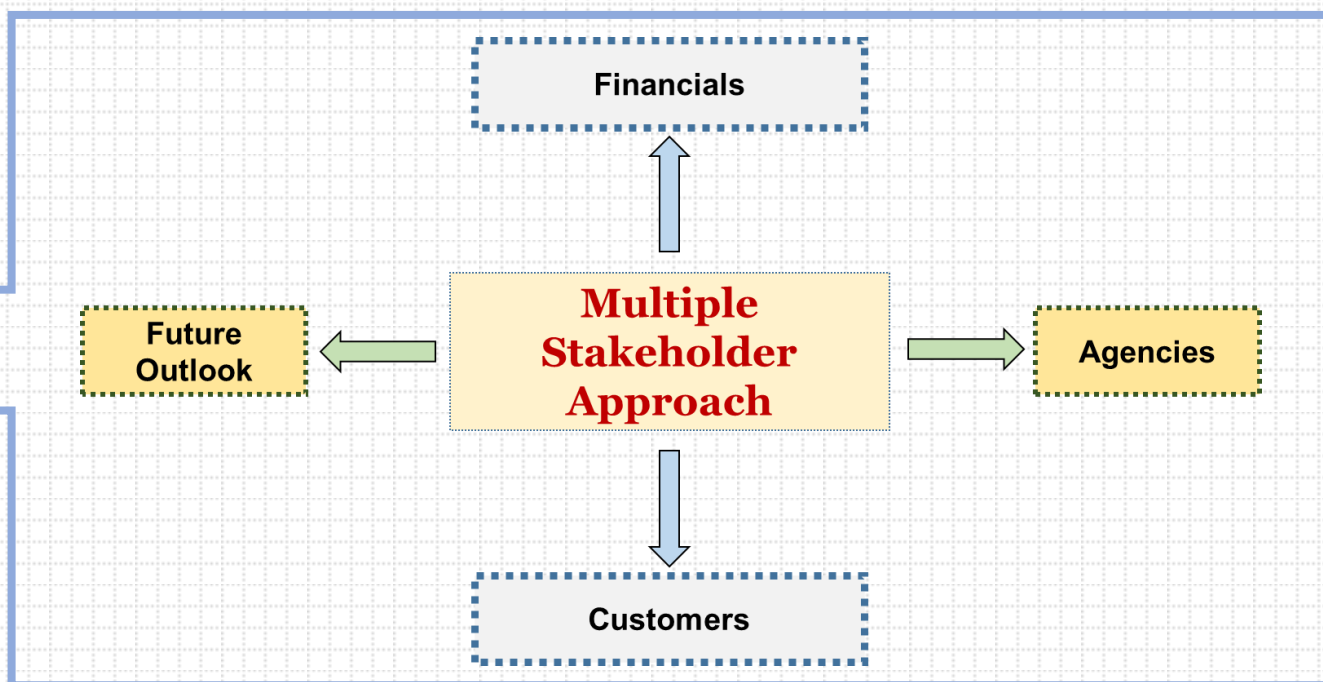 Financials
Multiple
Stakeholder
Approach
Future
Outlook
Agencies
Customers